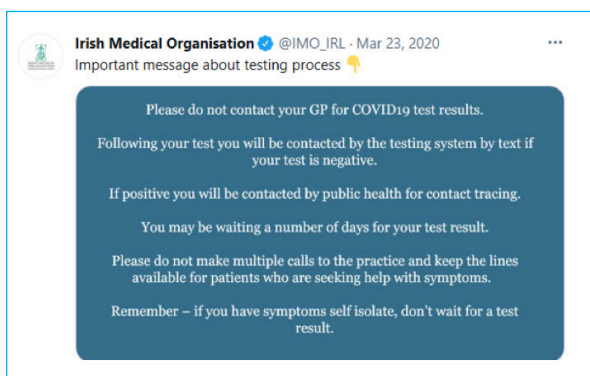 Irish Medical Organisation @IMO_IRL · Mar 23, 2020
Important message about testing process 👇
Please do not contact your GP for COVID19 test results.
Following your test you will be contacted by the testing system by text if
your test is negative.
If positive you will be contacted by public health for contact tracing.
You may be waiting a number of days for your test result.
Please do not make multiple calls to the practice and keep the lines
available for patients who are seeking help with symptoms.
Remember – if you have symptoms self isolate, don't wait for a test
result.